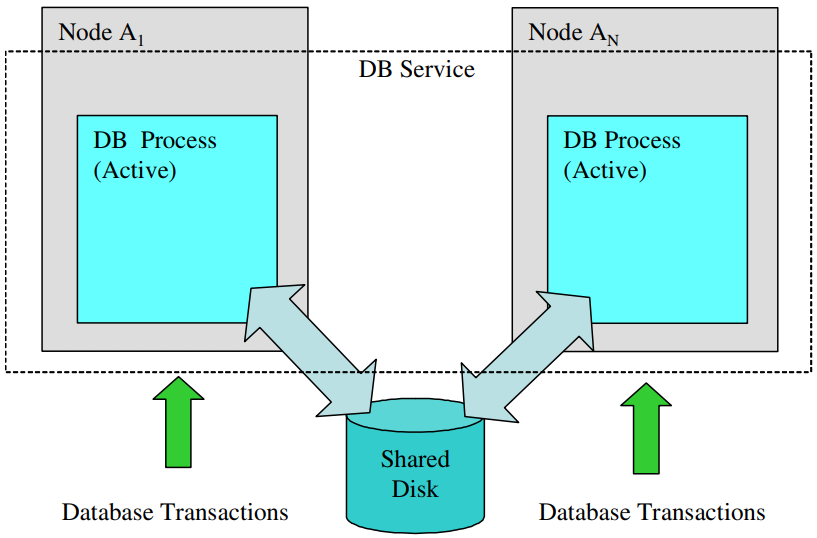 Node A1
Node AN
DB Service
DB Process
(Active)
DB Process
(Active)
Shared
Disk
Database Transactions
Database Transactions